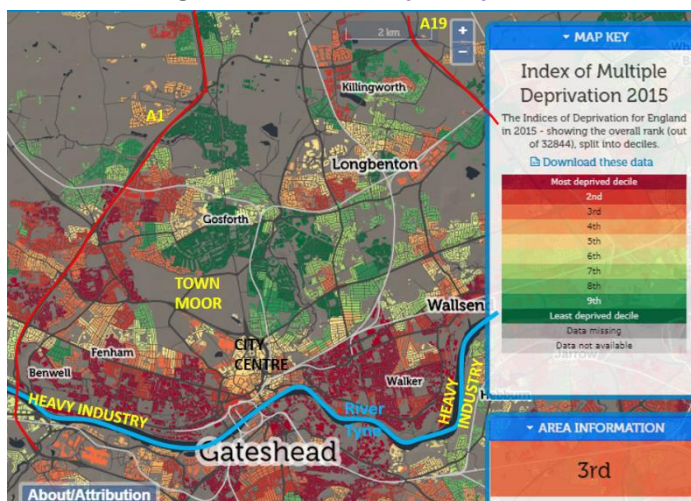 A19
2 km
+
−
A1
Killingworth
Longbenton
Gosforth
TOWN
MOOR
Wallsend
CITY
CENTRE
Fenham
Benwell
Walker
HEAVY INDUSTRY
River
Tyne
HEAVY
INDUSTRY
Hebburn
Gateshead
About/Attribution
MAP KEY
Index of Multiple
Deprivation 2015
The Indices of Deprivation for England
in 2015 - showing the overall rank (out
of 32844), split into deciles.
Download these data
Most deprived decile
2nd
3rd
4th
5th
6th
7th
8th
9th
Least deprived decile
Data missing
Data not available
Jarrow
AREA INFORMATION
3rd